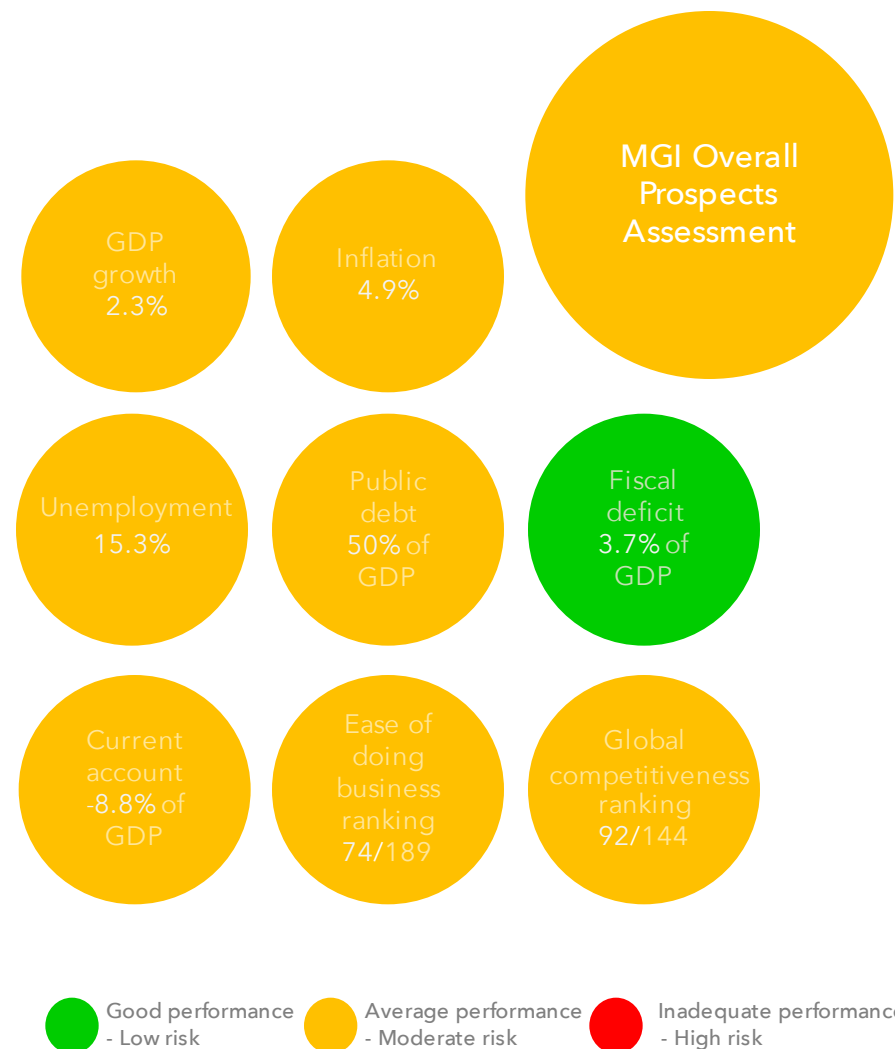 MGI Overall
Prospects
Assessment
GDP
growth
2.3%
Inflation
4.9%
Unemployment
15.3%
Public
debt
50% of
GDP
Fiscal
deficit
3.7% of
GDP
Current
account
-8.8% of
GDP
Ease of
doing
business
ranking
74/189
Global
competitiveness
ranking
92/144
Good performance
- Low risk
Average performance
- Moderate risk
Inadequate performance
- High risk